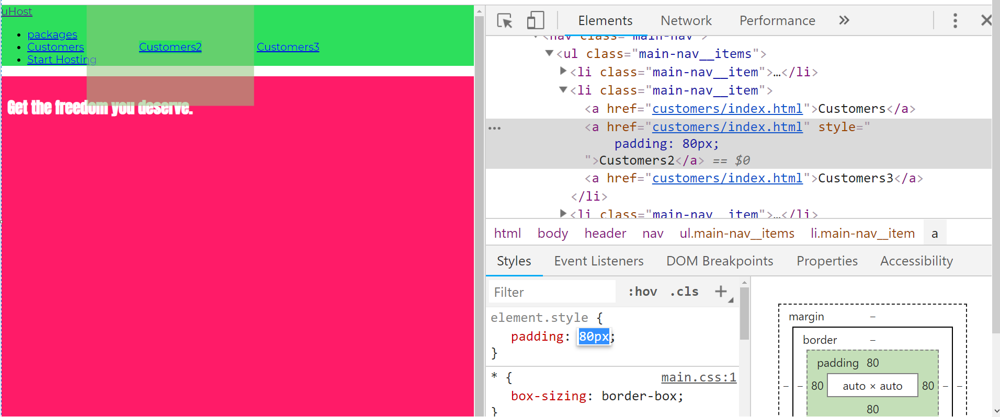 uHost
packages
Customers Customers2 Customers3
Start Hosting
Get the freedom you deserve.
Elements Network Performance »
<nav class="main-nav">
<ul class="main-nav__items">
<li class="main-nav__item">…</li>
<li class="main-nav__item">
<a href="customers/index.html">Customers</a>
<a href="customers/index.html" style="
padding: 80px;
">Customers2</a> == $0
<a href="customers/index.html">Customers3</a>
</li>
<li class="main-nav__item">…</li>
html body header nav ul.main-nav__items li.main-nav__item a
Styles Event Listeners DOM Breakpoints Properties Accessibility
Filter :hov .cls +
element.style {
padding: 80px;
}
* { main.css:1
box-sizing: border-box;
}
margin –
border –
padding 80
– – 80 auto × auto 80 – –
80